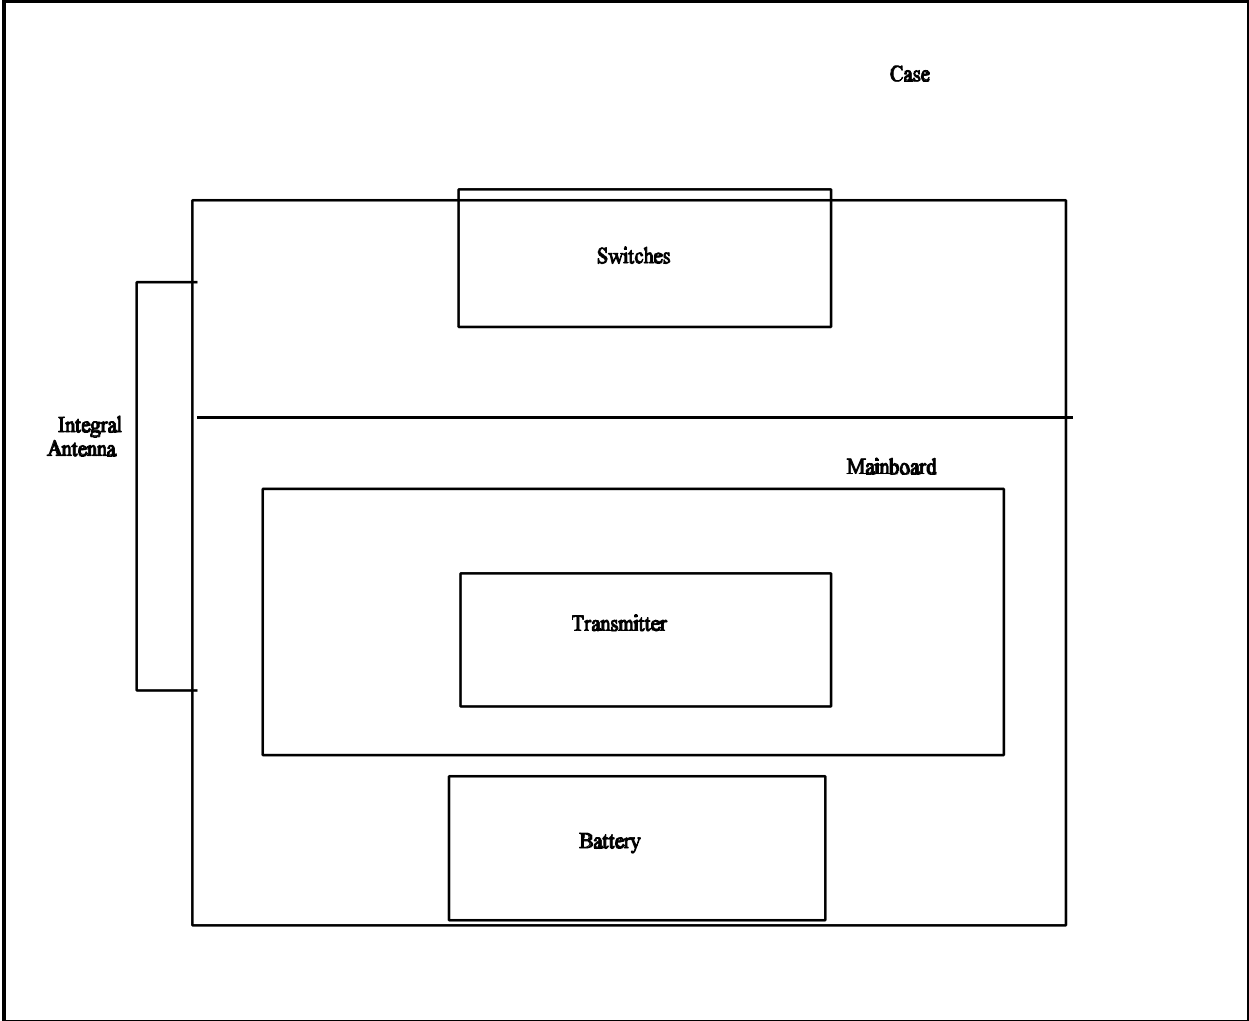 Case
Switches
Integral
Antenna
Mainboard
Transmitter
Battery